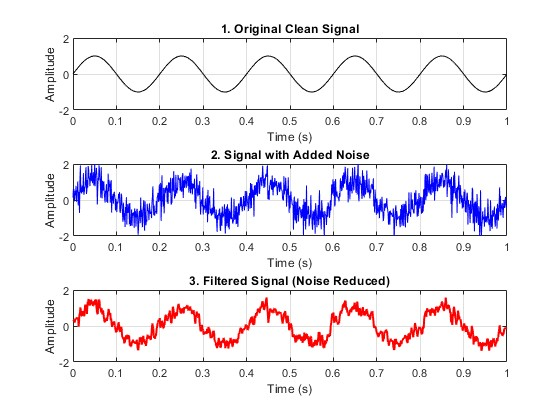 1. Original Clean Signal
Amplitude
2
0
-2
0 0.1 0.2 0.3 0.4 0.5 0.6 0.7 0.8 0.9 1
Time (s)
2. Signal with Added Noise
Amplitude
2
0
-2
0 0.1 0.2 0.3 0.4 0.5 0.6 0.7 0.8 0.9 1
Time (s)
3. Filtered Signal (Noise Reduced)
Amplitude
2
0
-2
0 0.1 0.2 0.3 0.4 0.5 0.6 0.7 0.8 0.9 1
Time (s)